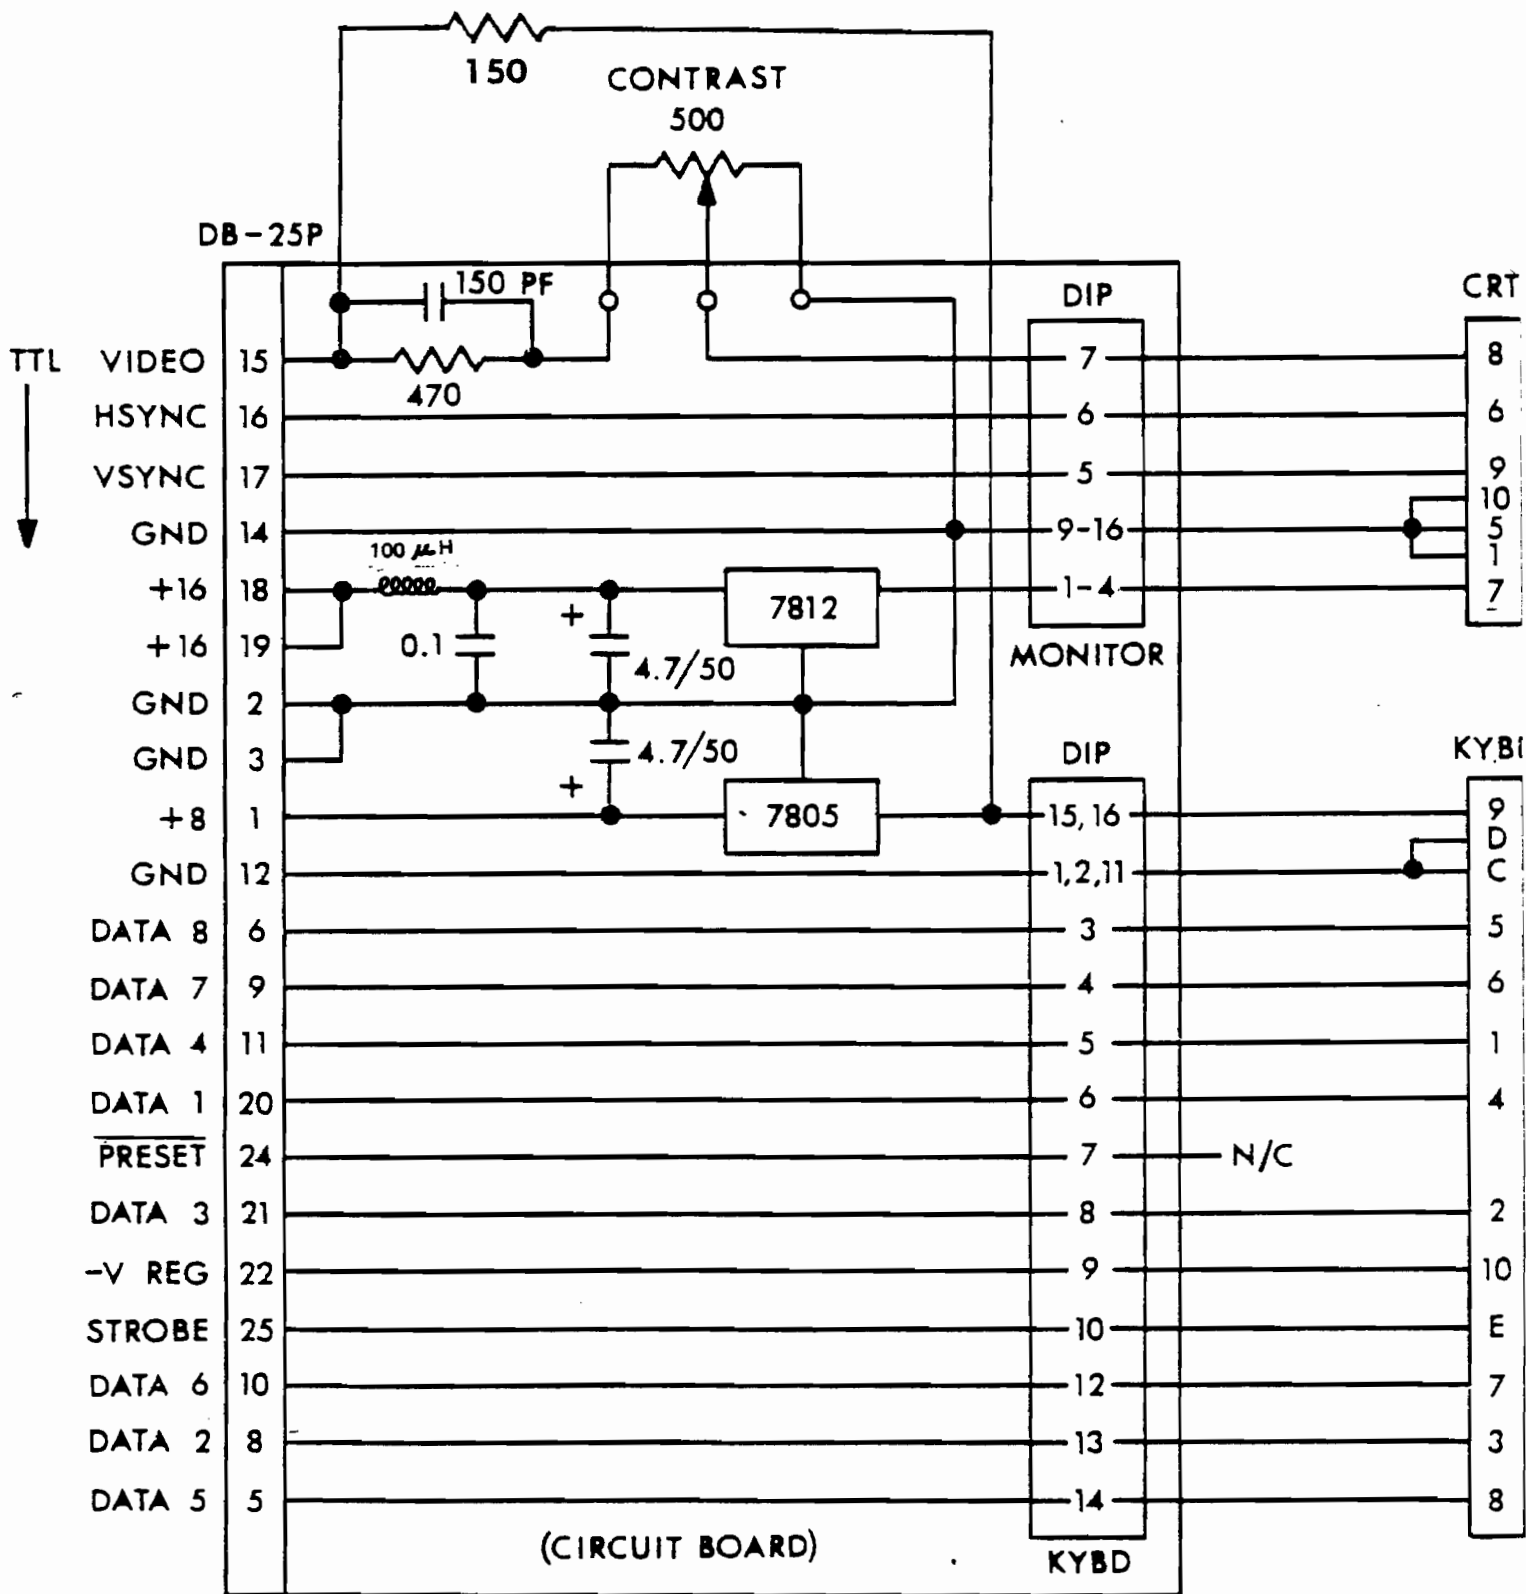 150
CONTRAST
500
DB-25P
150 PF
DIP
CRT
TTL VIDEO 15 470 7 8
HSYNC 16 6 6
VSYNC 17 5 9
10
GND 14 9-16 5
1
100 µH
+16 18 + 7812 1-4 7
+16 19 0.1 4.7/50 MONITOR
GND 2
GND 3 4.7/50 DIP
+
+8 1 7805 15,16 9
D
GND 12 1,2,11 C
DATA 8 6 3 5
DATA 7 9 4 6
DATA 4 11 5 1
DATA 1 20 6 4
PRESET 24 7 N/C
DATA 3 21 8 2
-V REG 22 9 10
STROBE 25 10 E
DATA 6 10 12 7
DATA 2 8 13 3
DATA 5 5 14 8
(CIRCUIT BOARD)
KYBD